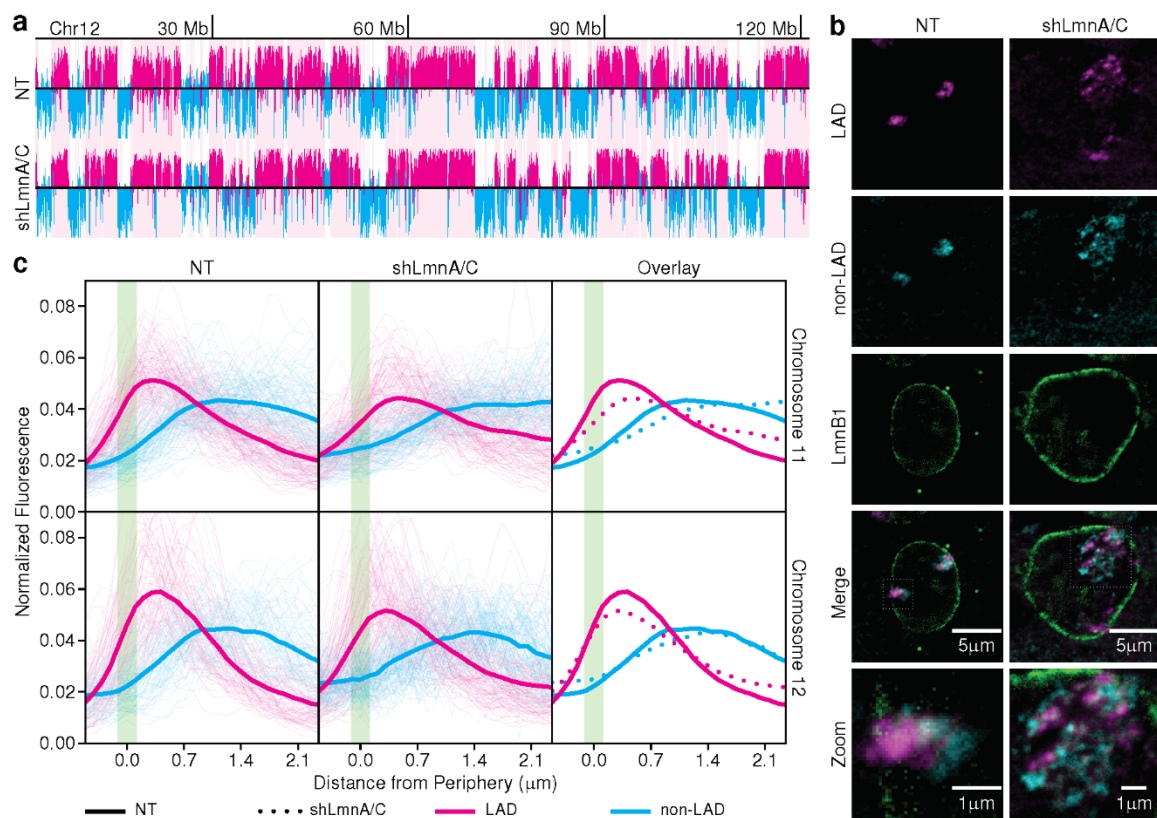 a
Chr12 30 Mb 60 Mb 90 Mb 120 Mb
NT
shLmnA/C
b
NT shLmnA/C
LAD
non-LAD
LmnB1
Merge
5μm 5μm
Zoom
1μm 1μm
c
NT shLmnA/C Overlay
Normalized Fluorescence
0.08
0.06
0.04
0.02
0.00
Chromosome 11
0.08
0.06
0.04
0.02
0.00
Chromosome 12
0.0 0.7 1.4 2.1 0.0 0.7 1.4 2.1 0.0 0.7 1.4 2.1
Distance from Periphery (μm)
NT shLmnA/C LAD non-LAD